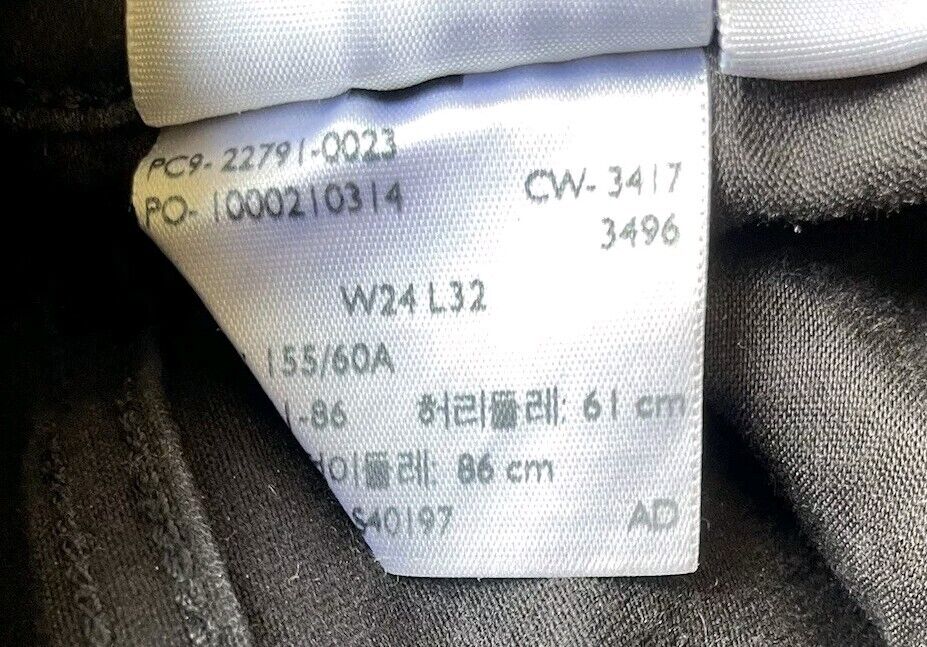 PC9-22791-0023
PO-1000210314
CW-3417
3496
W24 L32
155/60A
-86 허리둘레: 61 cm
이둘레: 86 cm
S40197 AD